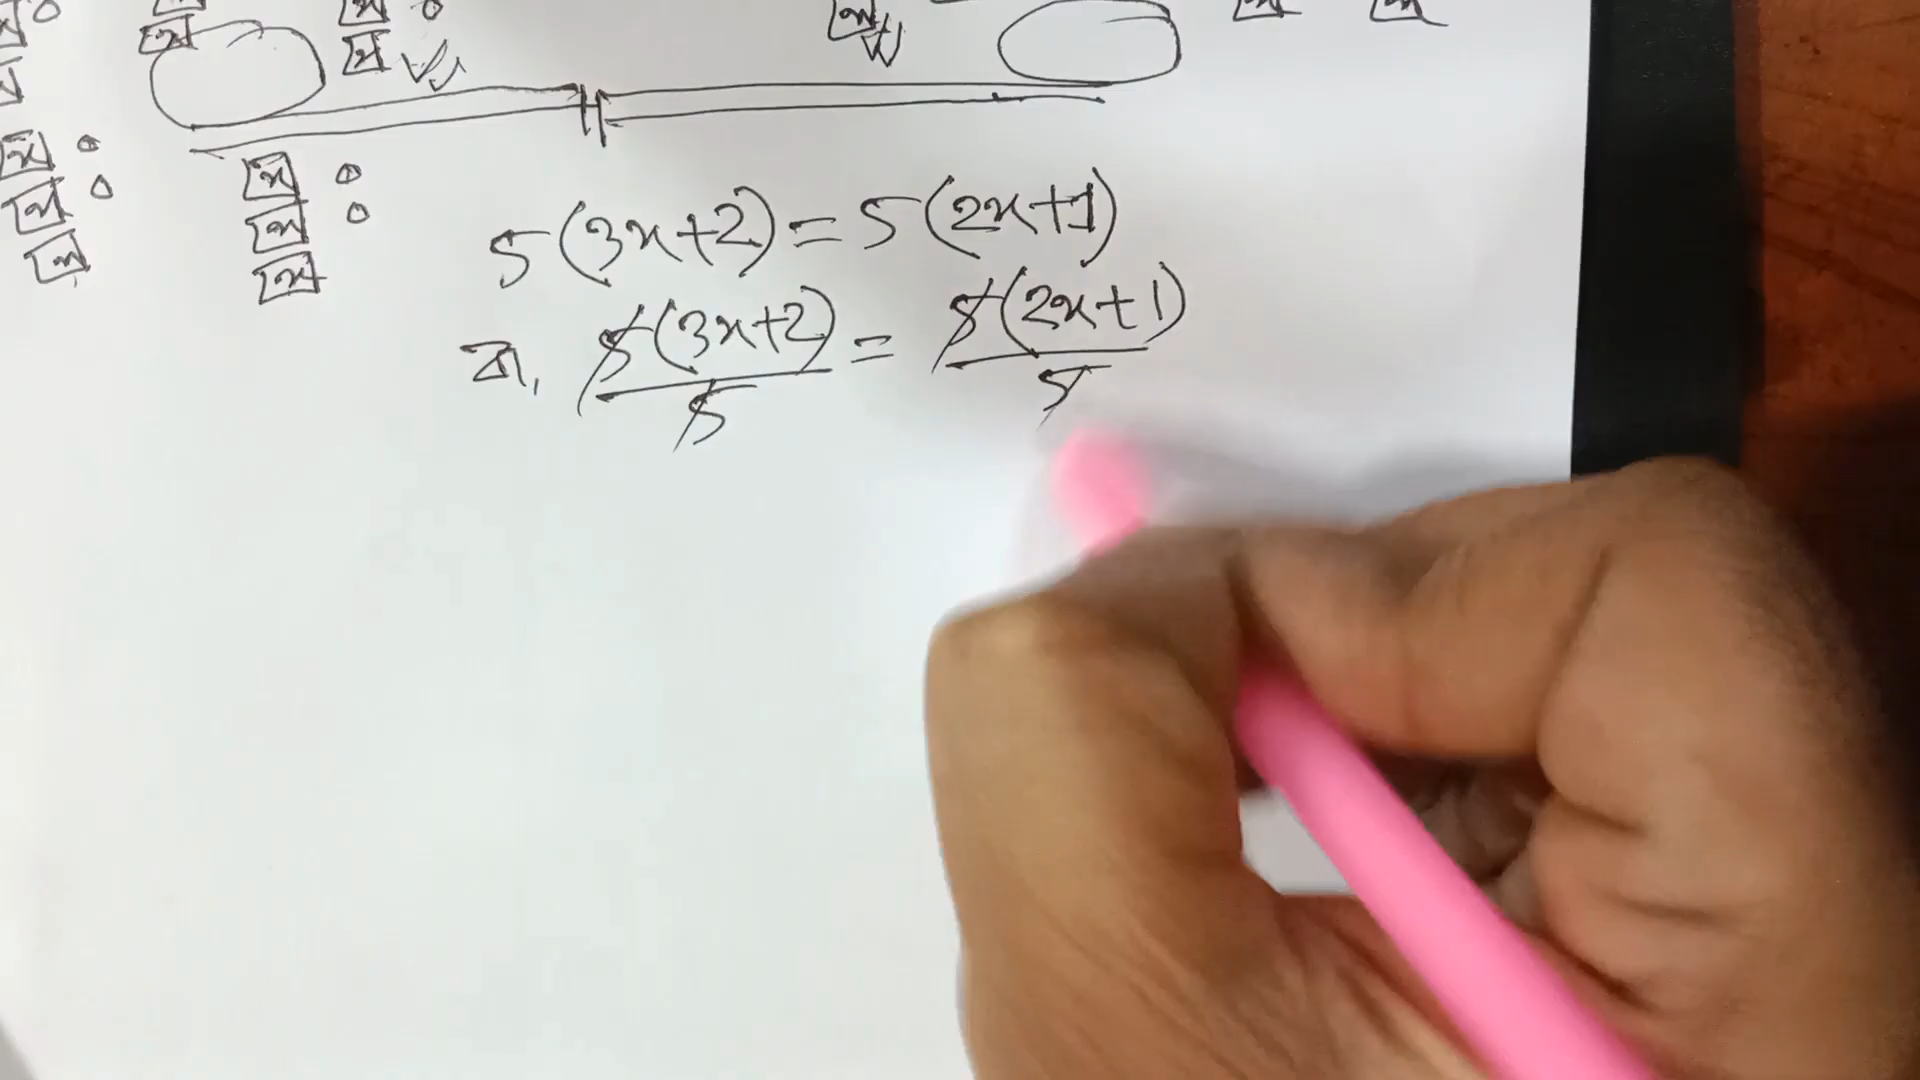 x x x
x x x x
x x
x x
x
5(3x+2)=5(2x+1)
বা, 5(3x+2)/5 = 5(2x+1)/5